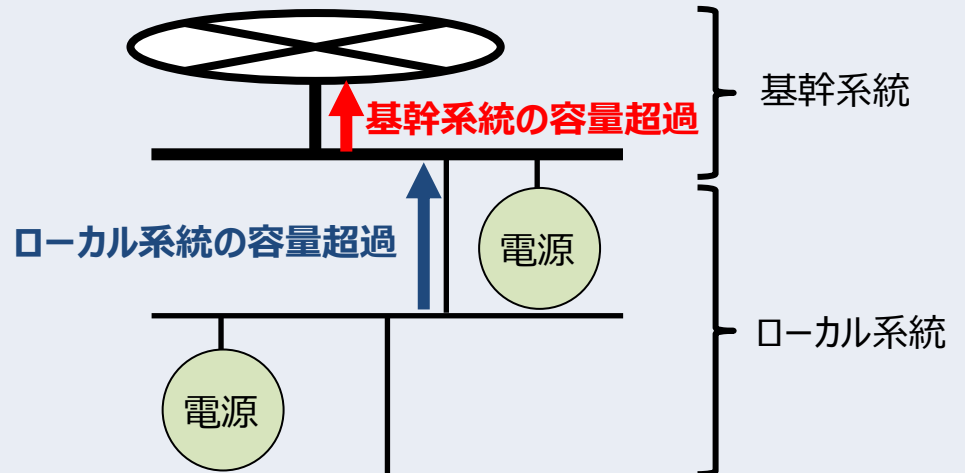 基幹系統
基幹系統の容量超過
ローカル系統の容量超過
電源
ローカル系統
電源